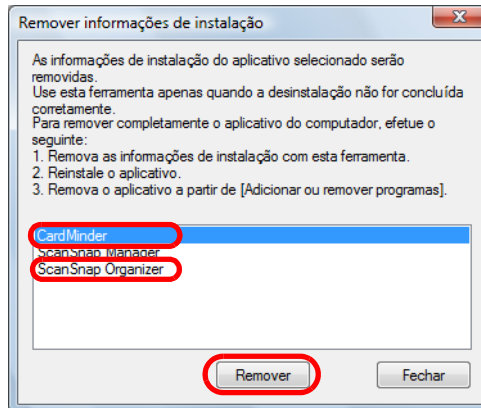 Remover informações de instalação
As informações de instalação do aplicativo selecionado serão
removidas.
Use esta ferramenta apenas quando a desinstalação não for concluída
corretamente.
Para remover completamente o aplicativo do computador, efetue o
seguinte:
1. Remova as informações de instalação com esta ferramenta.
2. Reinstale o aplicativo.
3. Remova o aplicativo a partir de [Adicionar ou remover programas].
CardMinder
ScanSnap Manager
ScanSnap Organizer
Remover
Fechar